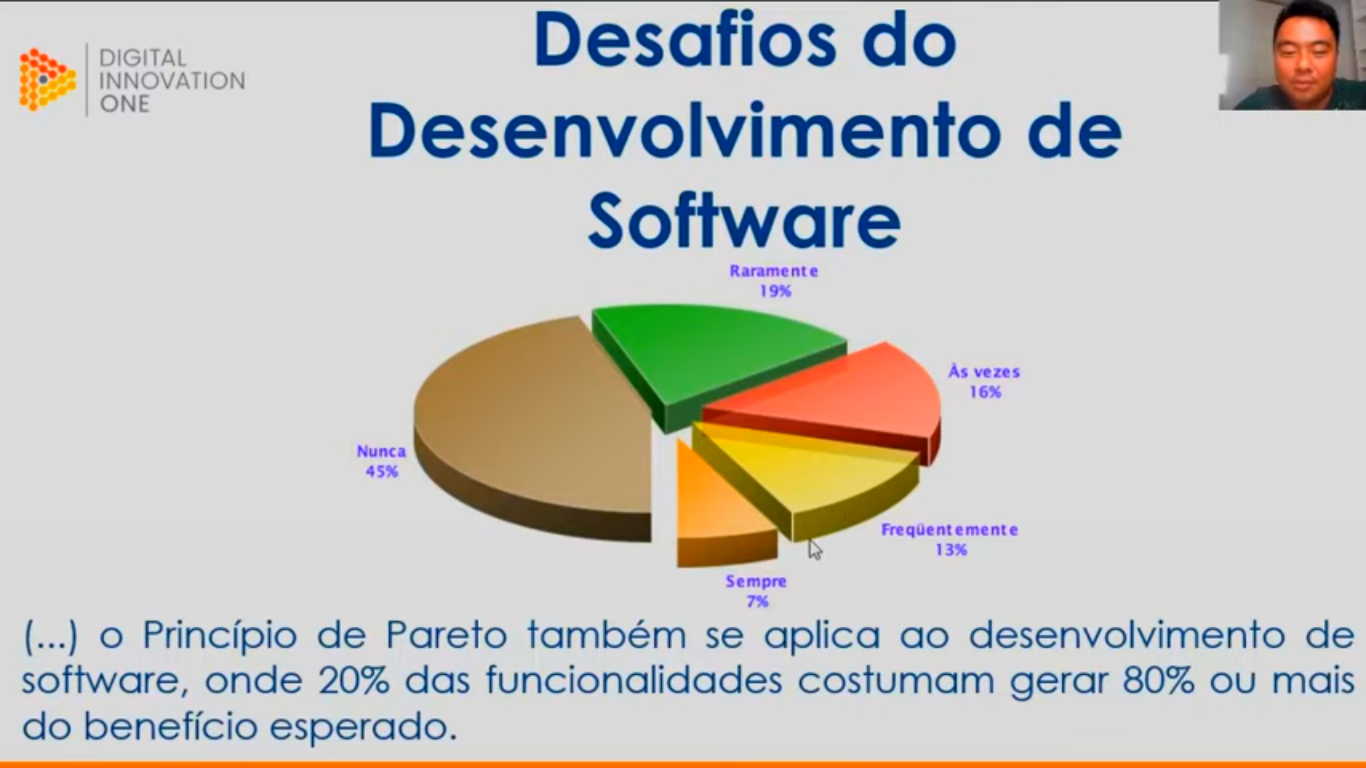 DIGITAL
INNOVATION
ONE
Desafios do
Desenvolvimento de
Software
Raramente
19%
Às vezes
16%
Nunca
45%
Freqüentemente
13%
Sempre
7%
(...) o Princípio de Pareto também se aplica ao desenvolvimento de
software, onde 20% das funcionalidades costumam gerar 80% ou mais
do benefício esperado.